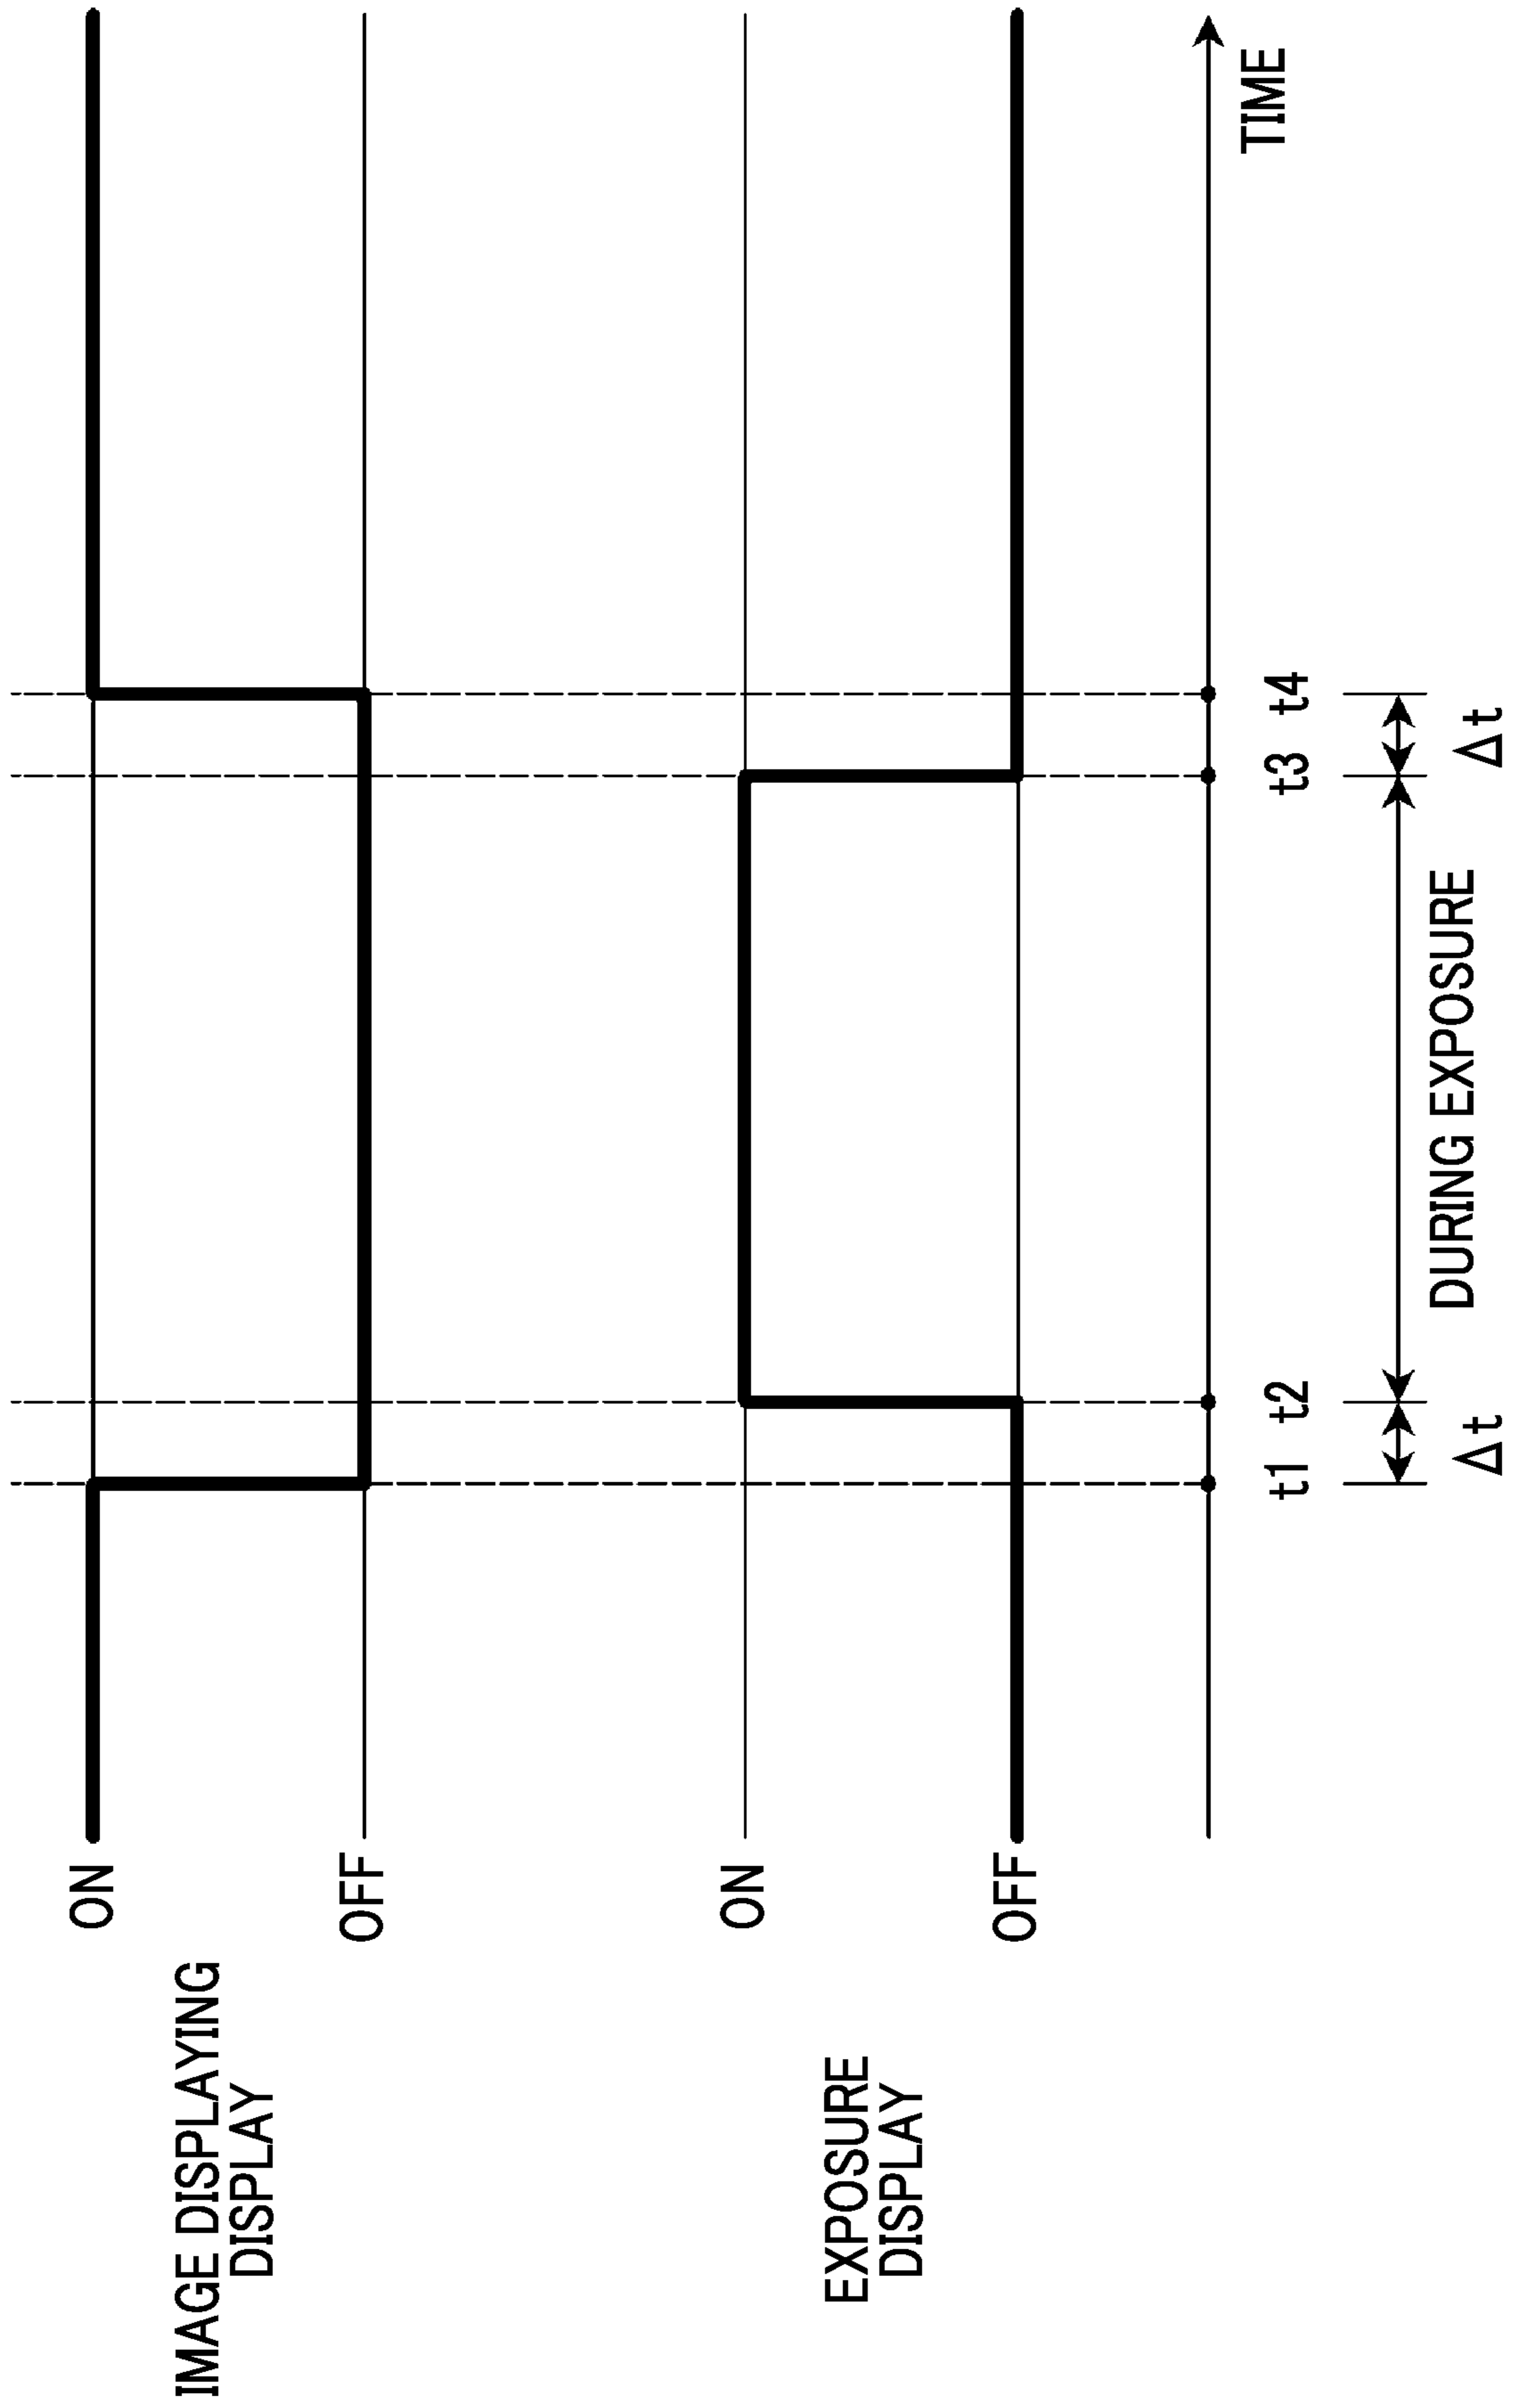 ON
IMAGE DISPLAYING
DISPLAY
OFF
ON
EXPOSURE
DISPLAY
OFF
TIME
t1 t2 t3 t4
Δt DURING EXPOSURE Δt